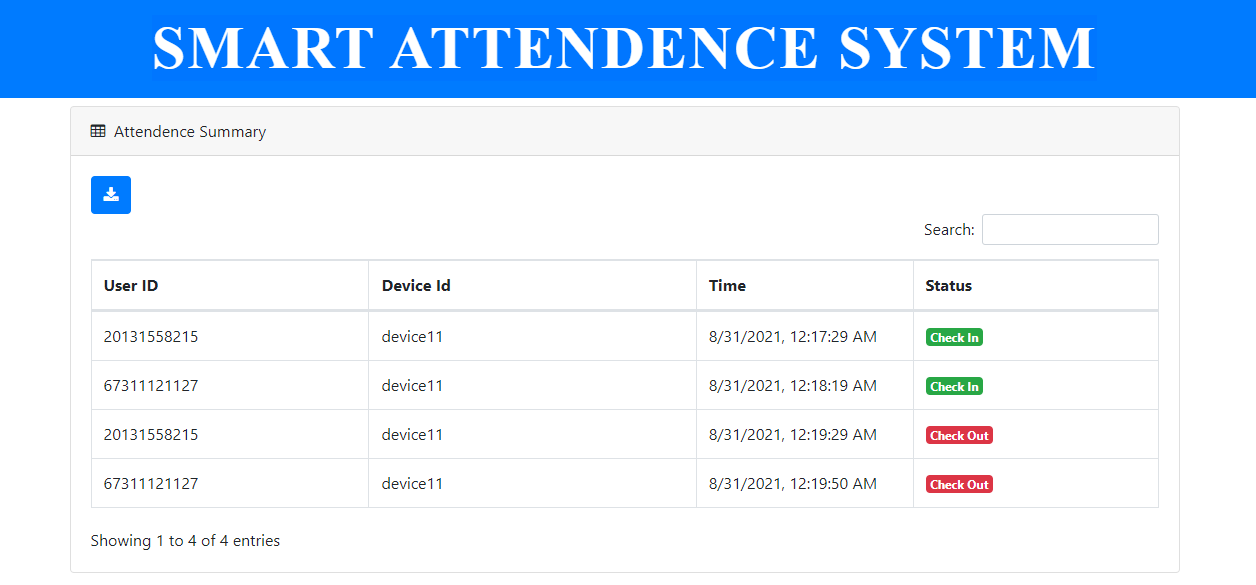 SMART ATTENDENCE SYSTEM
Attendence Summary
Search:
User ID Device Id Time Status
20131558215 device11 8/31/2021, 12:17:29 AM Check In
67311121127 device11 8/31/2021, 12:18:19 AM Check In
20131558215 device11 8/31/2021, 12:19:29 AM Check Out
67311121127 device11 8/31/2021, 12:19:50 AM Check Out
Showing 1 to 4 of 4 entries